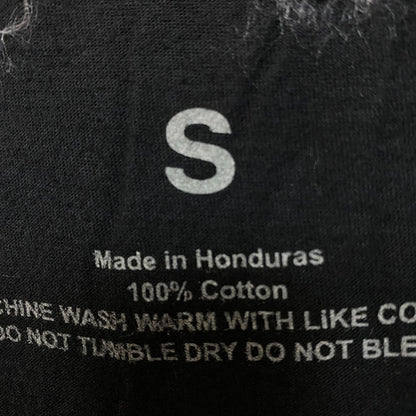 S
Made in Honduras
100% Cotton
CHINE WASH WARM WITH LiKE CO
DO NOT TUMBLE DRY DO NOT BLE